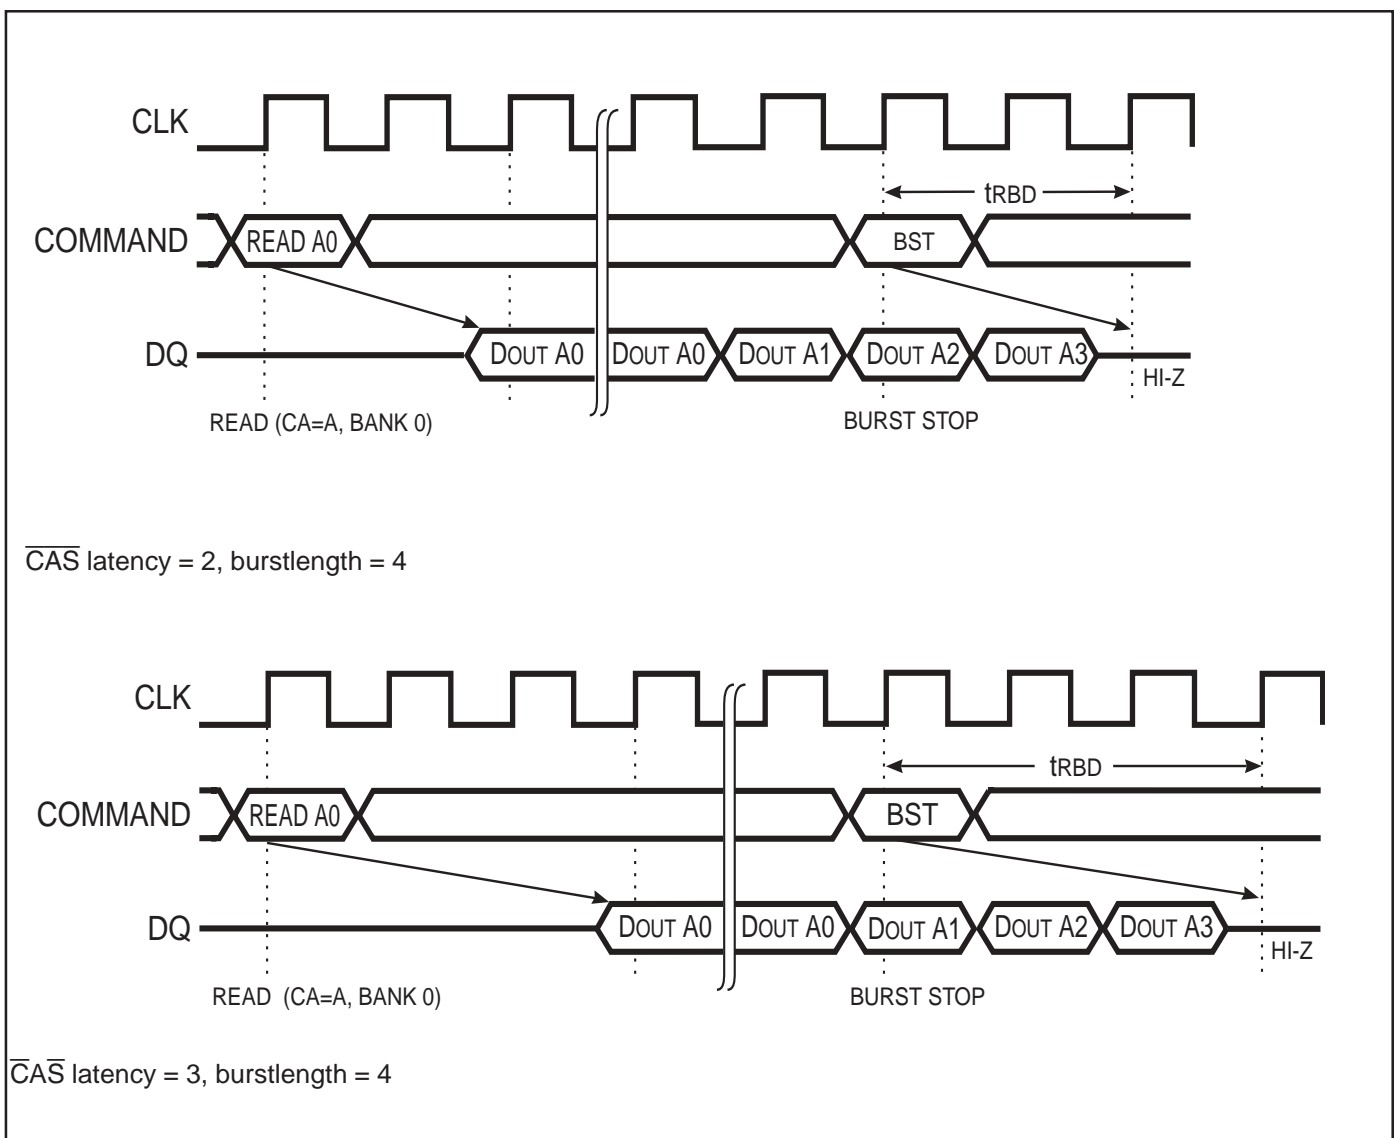 CLK
tRBD
COMMAND READ A0 BST
DQ DOUT A0 DOUT A0 DOUT A1 DOUT A2 DOUT A3
HI-Z
READ (CA=A, BANK 0) BURST STOP
CAS latency = 2, burstlength = 4
CLK
tRBD
COMMAND READ A0 BST
DQ DOUT A0 DOUT A0 DOUT A1 DOUT A2 DOUT A3
HI-Z
READ (CA=A, BANK 0) BURST STOP
CAS latency = 3, burstlength = 4